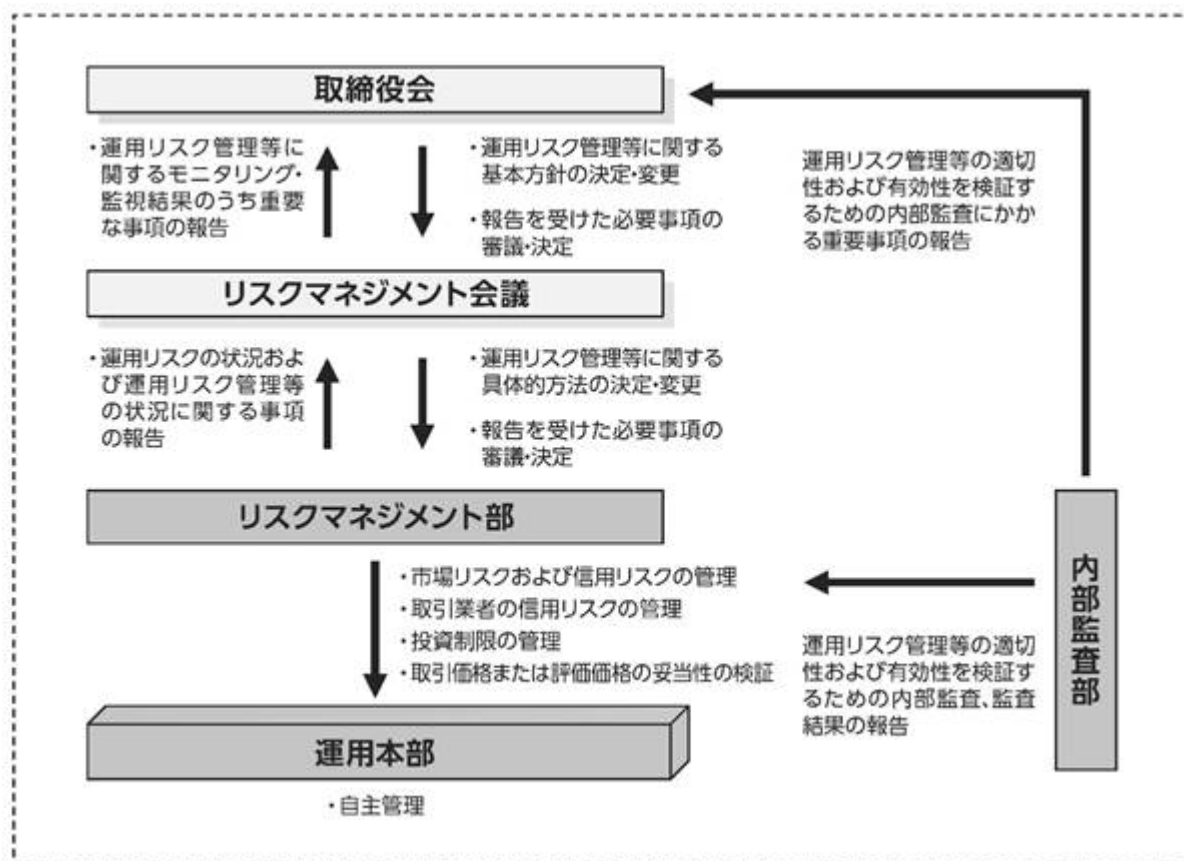 取締役会
・運用リスク管理等に
関するモニタリング・
監視結果のうち重要
な事項の報告
・運用リスク管理等に関する
基本方針の決定・変更
・報告を受けた必要事項の
審議・決定
運用リスク管理等の適切
性および有効性を検証す
るための内部監査にかか
る重要事項の報告
リスクマネジメント会議
・運用リスクの状況およ
び運用リスク管理等
の状況に関する事項
の報告
・運用リスク管理等に関する
具体的方法の決定・変更
・報告を受けた必要事項の
審議・決定
リスクマネジメント部
・市場リスクおよび信用リスクの管理
・取引業者の信用リスクの管理
・投資制限の管理
・取引価格または評価価格の妥当性の検証
運用リスク管理等の適切
性および有効性を検証す
るための内部監査、監査
結果の報告
内部監査部
運用本部
・自主管理